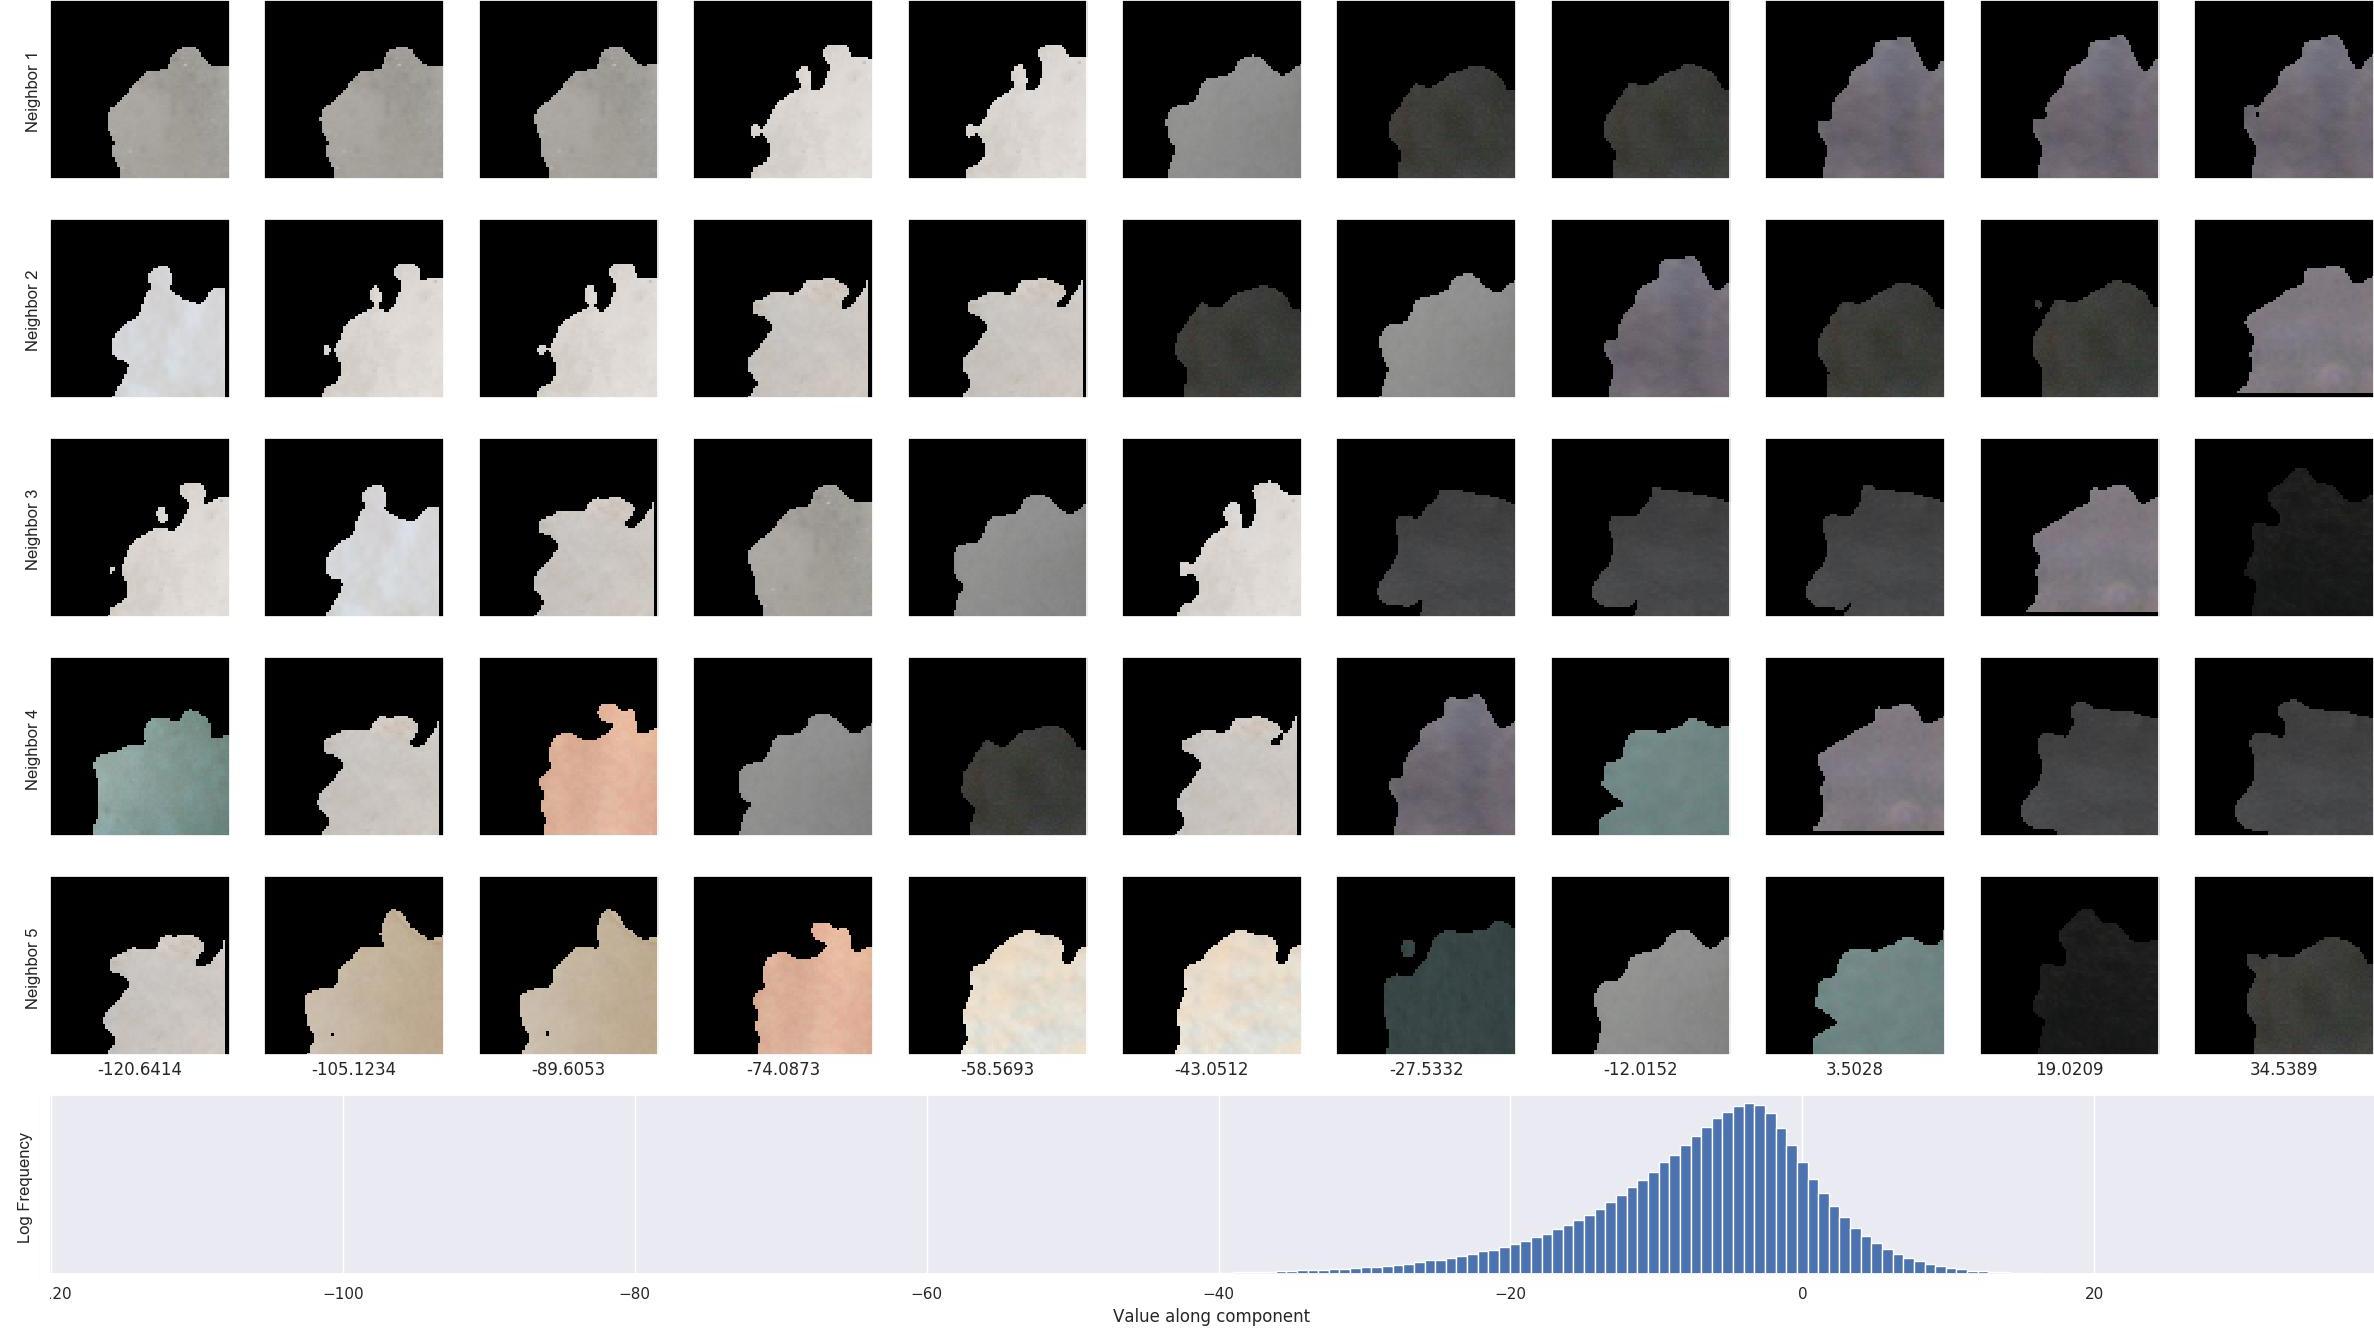 Neighbor 1
Neighbor 2
Neighbor 3
Neighbor 4
Neighbor 5
-120.6414 -105.1234 -89.6053 -74.0873 -58.5693 -43.0512 -27.5332 -12.0152 3.5028 19.0209 34.5389
Log Frequency
.20 −100 −80 −60 −40 −20 0 20
Value along component